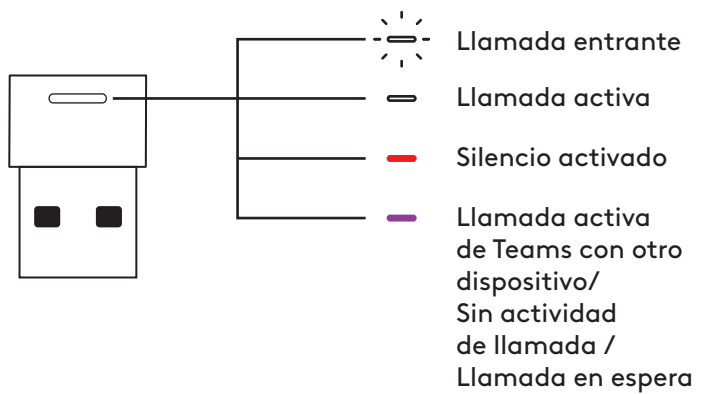 Llamada entrante
Llamada activa
Silencio activado
Llamada activa
de Teams con otro
dispositivo/
Sin actividad
de llamada /
Llamada en espera